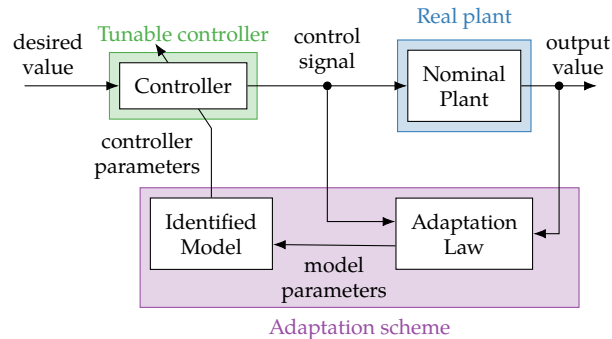 Tunable controller
Real plant
desired
value
control
signal
output
value
Controller
Nominal
Plant
controller
parameters
Identified
Model
Adaptation
Law
model
parameters
Adaptation scheme